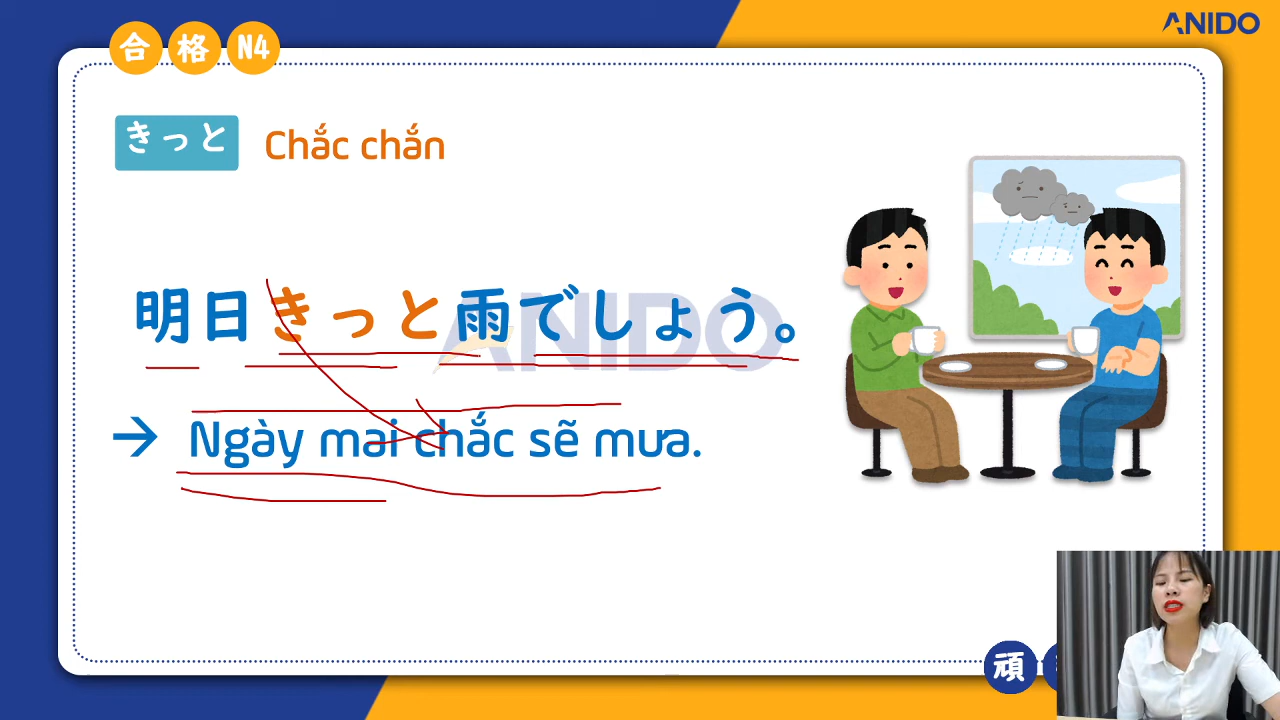 合格N4
ANIDO
きっと Chắc chắn
明日きっと雨でしょう。
ANIDO
→ Ngày mai chắc sẽ mưa.
頑